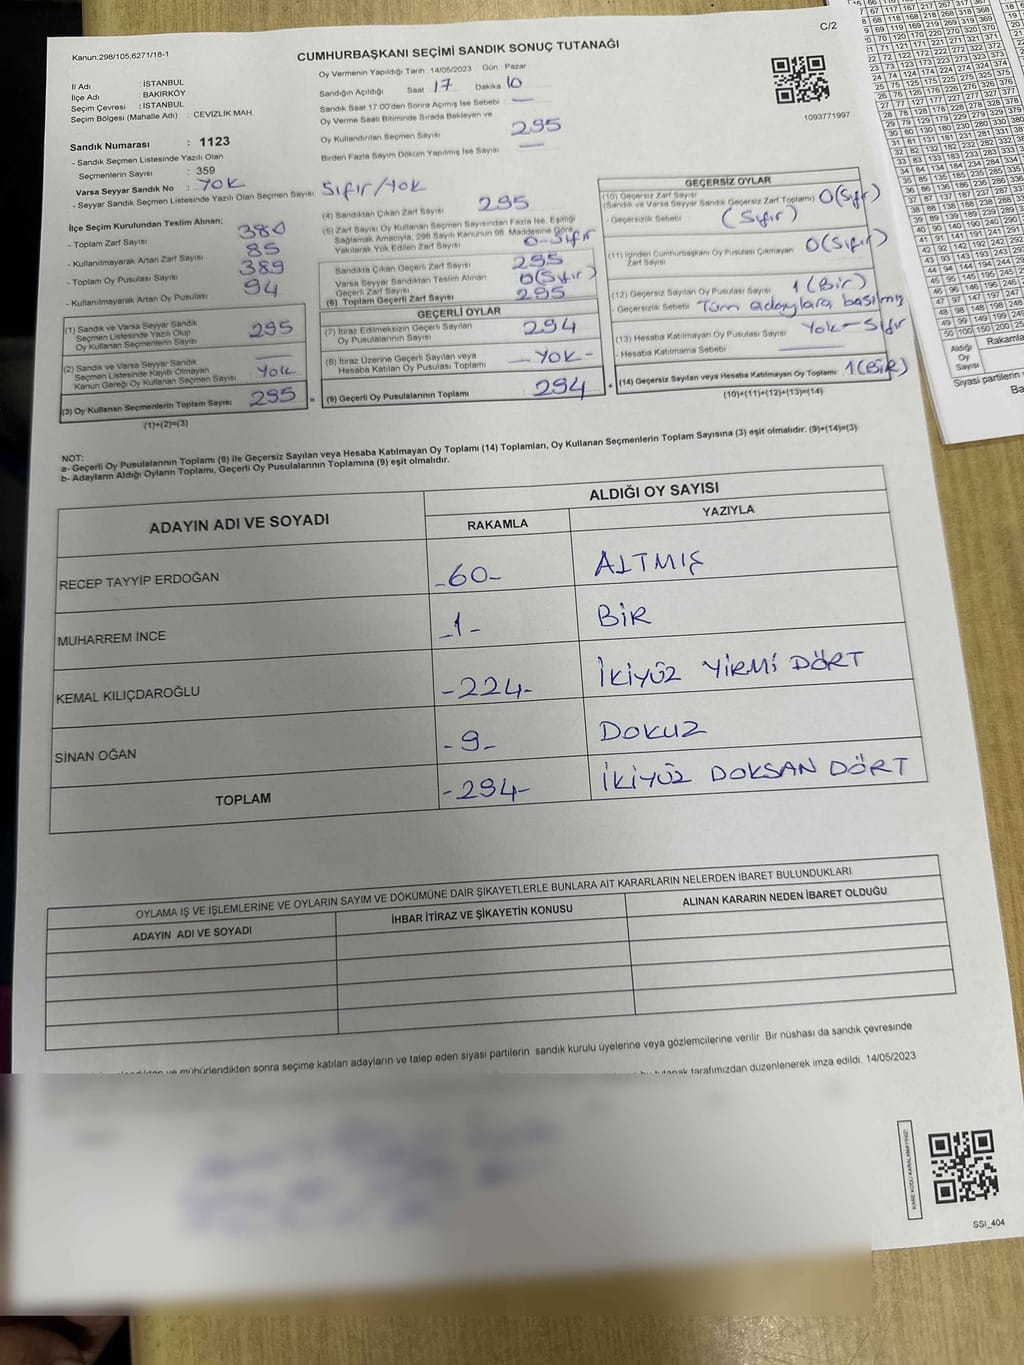 C/2
Kanun:298/105,6271/18-1
CUMHURBAŞKANI SEÇİMİ SANDIK SONUÇ TUTANAĞI
İl Adı : İSTANBUL
İlçe Adı : BAKIRKÖY
Seçim Çevresi : İSTANBUL
Seçim Bölgesi (Mahalle Adı) : CEVİZLİK MAH.
Sandık Numarası : 1123
- Sandık Seçmen Listesinde Yazılı Olan
Seçmenlerin Sayısı : 359
Varsa Seyyar Sandık No : YOK
- Seyyar Sandık Seçmen Listesinde Yazılı Olan Seçmen Sayısı Sıfır/Yok
Oy Vermenin Yapıldığı Tarih :14/05/2023 Gün : Pazar
Sandığın Açıldığı Saat 17 Dakika 10
Sandık Saat 17:00'den Sonra Açmış İse Sebebi —
Oy Verme Saati Bitiminde Sırada Bekleyen ve
Oy Kullandırılan Seçmen Sayısı 295
Birden Fazla Sayım Döküm Yapılmış İse Sayısı —
1093771997
İlçe Seçim Kurulundan Teslim Alınan:
- Toplam Zarf Sayısı 380
- Kullanılmayarak Artan Zarf Sayısı 85
- Toplam Oy Pusulası Sayısı 389
- Kullanılmayarak Artan Oy Pusulası 94
(1) Sandık ve Varsa Seyyar Sandık
Seçmen Listesinde Yazılı Olup
Oy Kullanan Seçmenlerin Sayısı 295
(2) Sandık ve Varsa Seyyar Sandık
Seçmen Listesinde Kayıtlı Olmayan
Kanun Gereği Oy Kullanan Seçmen Sayısı YOK
(3) Oy Kullanan Seçmenlerin Toplam Sayısı 295 =
(1)+(2)=(3)
(4) Sandıktan Çıkan Zarf Sayısı 295
(5) Zarf Sayısı Oy Kullanan Seçmen Sayısından Fazla İse, Eşitliği
Sağlamak Amacıyla, 298 Sayılı Kanunun 98. Maddesine Göre
Yakılarak Yok Edilen Zarf Sayısı 0-Sıfır
Sandıkta Çıkan Geçerli Zarf Sayısı 295
Varsa Seyyar Sandıktan Teslim Alınan
Geçerli Zarf Sayısı 0(Sıfır)
(6) Toplam Geçerli Zarf Sayısı 295
GEÇERLİ OYLAR
(7) İtiraz Edilmeksizin Geçerli Sayılan
Oy Pusulasının Sayısı 294
(8) İtiraz Üzerine Geçerli Sayılan veya
Hesaba Katılan Oy Pusulası Toplamı -YOK-
(9) Geçerli Oy Pusulalarının Toplamı 294 +
GEÇERSİZ OYLAR
(10) Geçersiz Zarf Sayısı
(Sandık ve Varsa Seyyar Sandık Geçersiz Zarf Toplamı) 0(Sıfır)
- Geçersizlik Sebebi (Sıfır)
(11) İçinden Cumhurbaşkanı Oy Pusulası Çıkmayan
Zarf Sayısı 0(Sıfır)
(12) Geçersiz Sayılan Oy Pusulası Sayısı 1(Bir)
- Geçersizlik Sebebi Tüm adaylara basılmış
(13) Hesaba Katılmayan Oy Pusulası Sayısı Yok-Sıfır
- Hesaba Katılmama Sebebi —
(14) Geçersiz Sayılan veya Hesaba Katılmayan Oy Toplamı 1(BİR)
(10)+(11)+(12)+(13)=(14)
NOT:
a- Geçerli Oy Pusulalarının Toplamı (9) ile Geçersiz Sayılan veya Hesaba Katılmayan Oy Toplamı (14) Toplamları, Oy Kullanan Seçmenlerin Toplam Sayısına (3) eşit olmalıdır. (9)+(14)=(3)
b- Adayların Aldığı Oyların Toplamı, Geçerli Oy Pusulalarının Toplamına (9) eşit olmalıdır.
ADAYIN ADI VE SOYADI ALDIĞI OY SAYISI
RAKAMLA YAZIYLA
RECEP TAYYİP ERDOĞAN -60- ALTMIŞ
MUHARREM İNCE -1- BİR
KEMAL KILIÇDAROĞLU -224- İKİYÜZ YİRMİ DÖRT
SİNAN OĞAN -9- DOKUZ
TOPLAM -294- İKİYÜZ DOKSAN DÖRT
OYLAMA İŞ VE İŞLEMLERİNE VE OYLARIN SAYIM VE DÖKÜMÜNE DAİR ŞİKAYETLERLE BUNLARA AİT KARARLARIN NELERDEN İBARET BULUNDUKLARI
ADAYIN ADI VE SOYADI İHBAR İTİRAZ VE ŞİKAYETİN KONUSU ALINAN KARARIN NEDEN İBARET OLDUĞU
ve mühürlendikten sonra seçime katılan adayların ve talep eden siyasi partilerin sandık kurulu üyelerine veya gözlemcilerine verilir. Bir nüshası da sandık çevresinde
bu tutanak tarafımızdan düzenlenerek imza edildi. 14/05/2023
KARE KODU KARALAMAYINIZ!
SSI_404
Aldığı
Oy
Sayısı
Rakamla
Siyasi partilerin